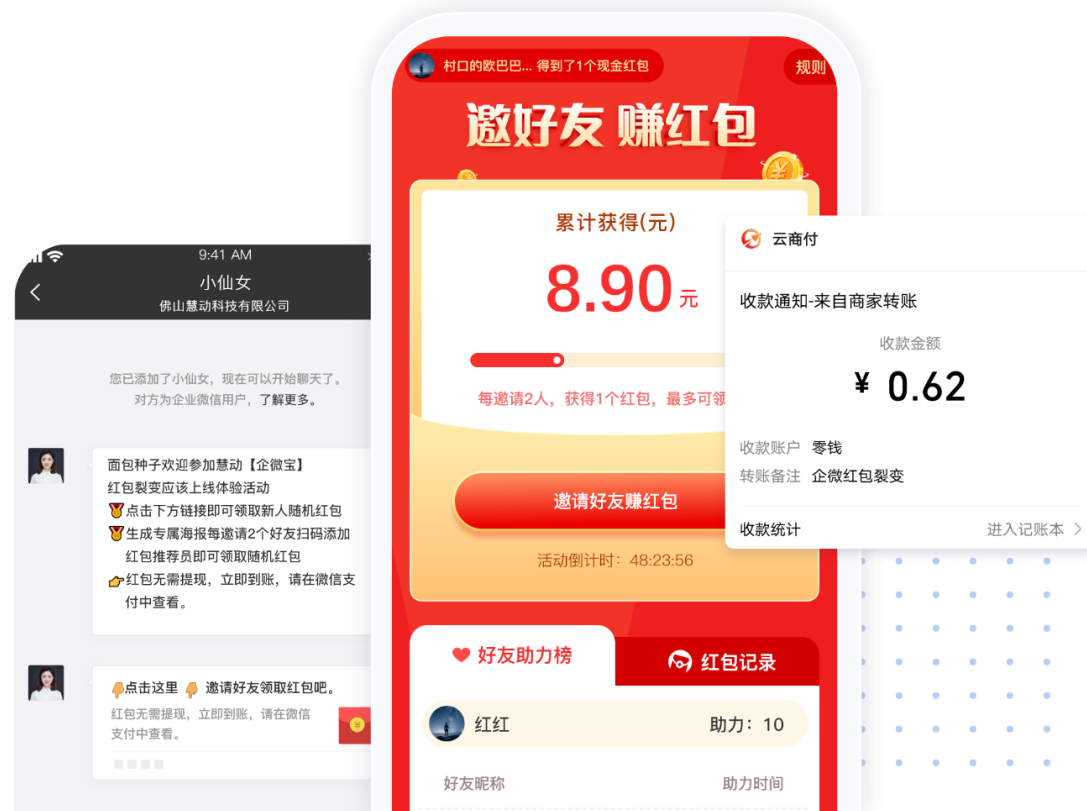 9:41 AM
小仙女
佛山慧动科技有限公司
您已添加了小仙女，现在可以开始聊天了。
对方为企业微信用户，了解更多。
面包种子欢迎参加慧动【企微宝】
红包裂变应该上线体验活动
🏅点击下方链接即可领取新人随机红包
🏅生成专属海报每邀请2个好友扫码添加
红包推荐员即可领取随机红包
👉红包无需提现，立即到账，请在微信支
付中查看。
👇点击这里 👇 邀请好友领取红包吧。
红包无需提现，立即到账，请在微信
支付中查看。
村口的欧巴巴... 得到了1个现金红包
规则
邀好友 赚红包
累计获得(元)
8.90元
每邀请2人，获得1个红包，最多可领
邀请好友赚红包
活动倒计时：48:23:56
好友助力榜
红包记录
红红
助力：10
好友昵称
助力时间
云商付
收款通知-来自商家转账
收款金额
¥ 0.62
收款账户 零钱
转账备注 企微红包裂变
收款统计
进入记账本